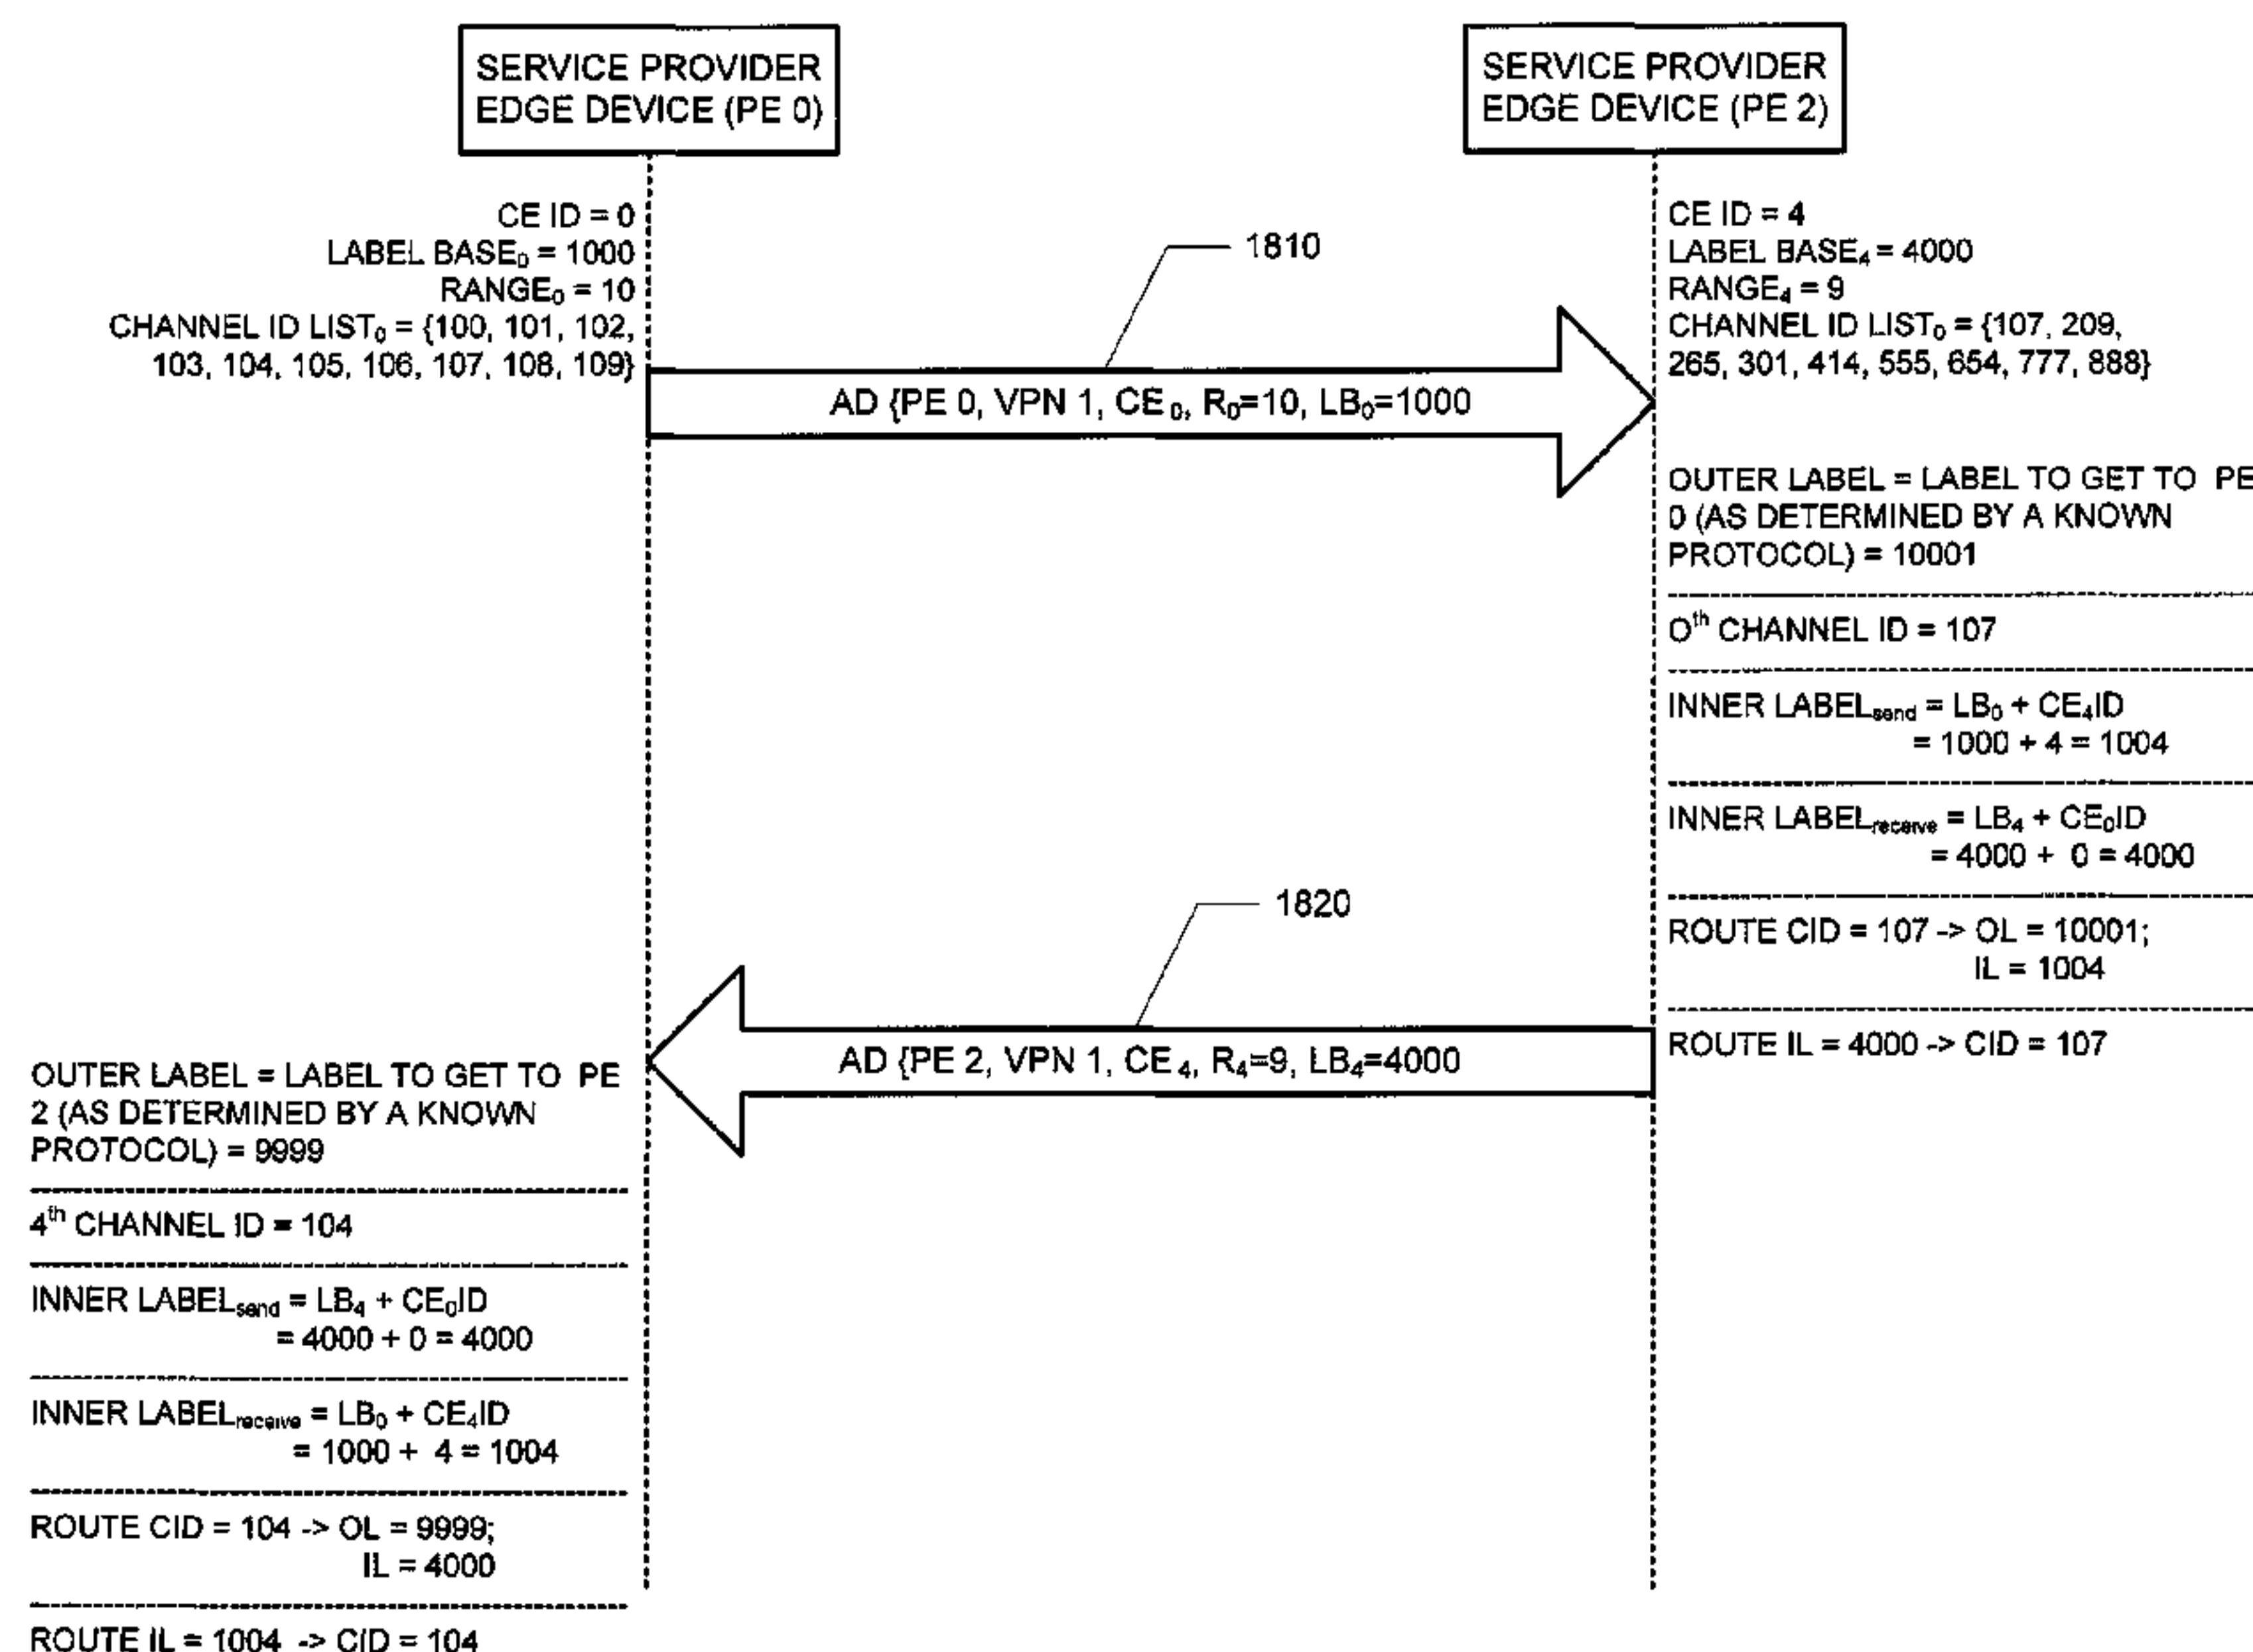 SERVICE PROVIDER
EDGE DEVICE (PE 0)
SERVICE PROVIDER
EDGE DEVICE (PE 2)
CE ID = 0
LABEL BASE₀ = 1000
RANGE₀ = 10
CHANNEL ID LIST₀ = {100, 101, 102,
103, 104, 105, 106, 107, 108, 109}
1810
CE ID = 4
LABEL BASE₄ = 4000
RANGE₄ = 9
CHANNEL ID LIST₀ = {107, 209,
265, 301, 414, 555, 654, 777, 888}
AD {PE 0, VPN 1, CE ₀, R₀=10, LB₀=1000
OUTER LABEL = LABEL TO GET TO PE
0 (AS DETERMINED BY A KNOWN
PROTOCOL) = 10001
Oᵗʰ CHANNEL ID = 107
INNER LABELsend = LB₀ + CE₄ID
= 1000 + 4 = 1004
INNER LABELreceive = LB₄ + CE₀ID
= 4000 + 0 = 4000
ROUTE CID = 107 -> OL = 10001;
IL = 1004
ROUTE IL = 4000 -> CID = 107
1820
AD {PE 2, VPN 1, CE ₄, R₄=9, LB₄=4000
OUTER LABEL = LABEL TO GET TO PE
2 (AS DETERMINED BY A KNOWN
PROTOCOL) = 9999
4ᵗʰ CHANNEL ID = 104
INNER LABELsend = LB₄ + CE₀ID
= 4000 + 0 = 4000
INNER LABELreceive = LB₀ + CE₄ID
= 1000 + 4 = 1004
ROUTE CID = 104 -> OL = 9999;
IL = 4000
ROUTE IL = 1004 -> CID = 104